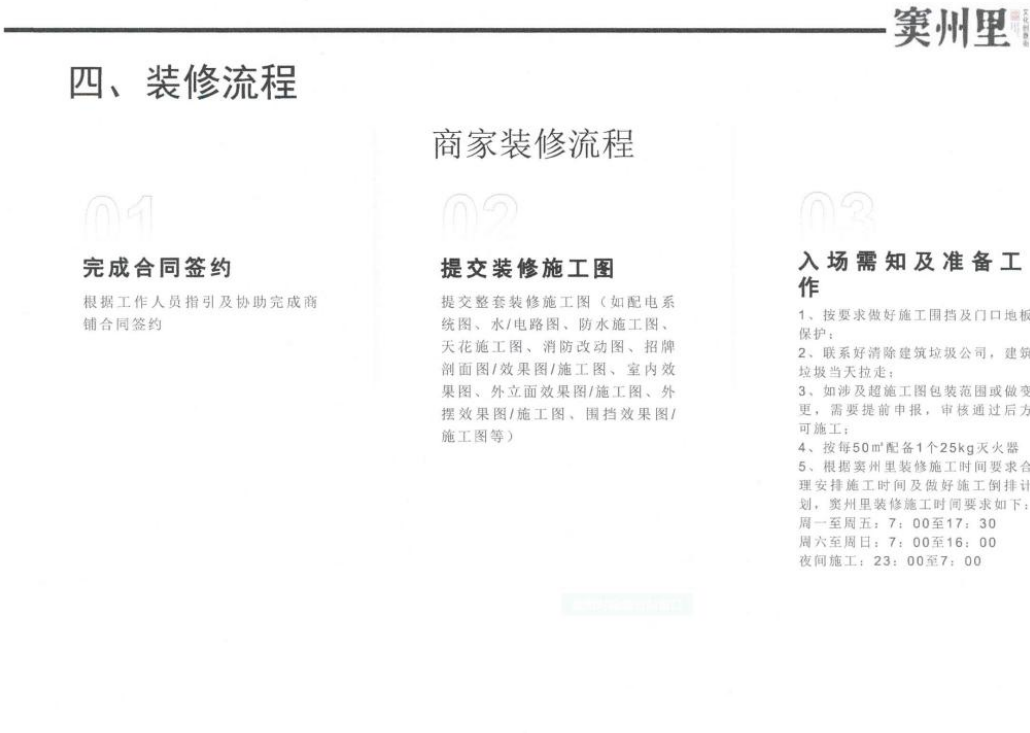 窦州里
四、装修流程
商家装修流程
01
完成合同签约
根据工作人员指引及协助完成商
铺合同签约
02
提交装修施工图
提交整套装修施工图（如配电系
统图、水/电路图、防水施工图、
天花施工图、消防改动图、招牌
剖面图/效果图/施工图、室内效
果图、外立面效果图/施工图、外
摆效果图/施工图、围挡效果图/
施工图等）
03
入场需知及准备工
作
1、按要求做好施工围挡及门口地板
保护；
2、联系好清除建筑垃圾公司，建筑
垃圾当天拉走；
3、如涉及超施工图包装范围或做变
更，需要提前申报，审核通过后方
可施工；
4、按每50㎡配备1个25kg灭火器
5、根据窦州里装修施工时间要求合
理安排施工时间及做好施工倒排计
划，窦州里装修施工时间要求如下：
周一至周五：7：00至17：30
周六至周日：7：00至16：00
夜间施工：23：00至7：00